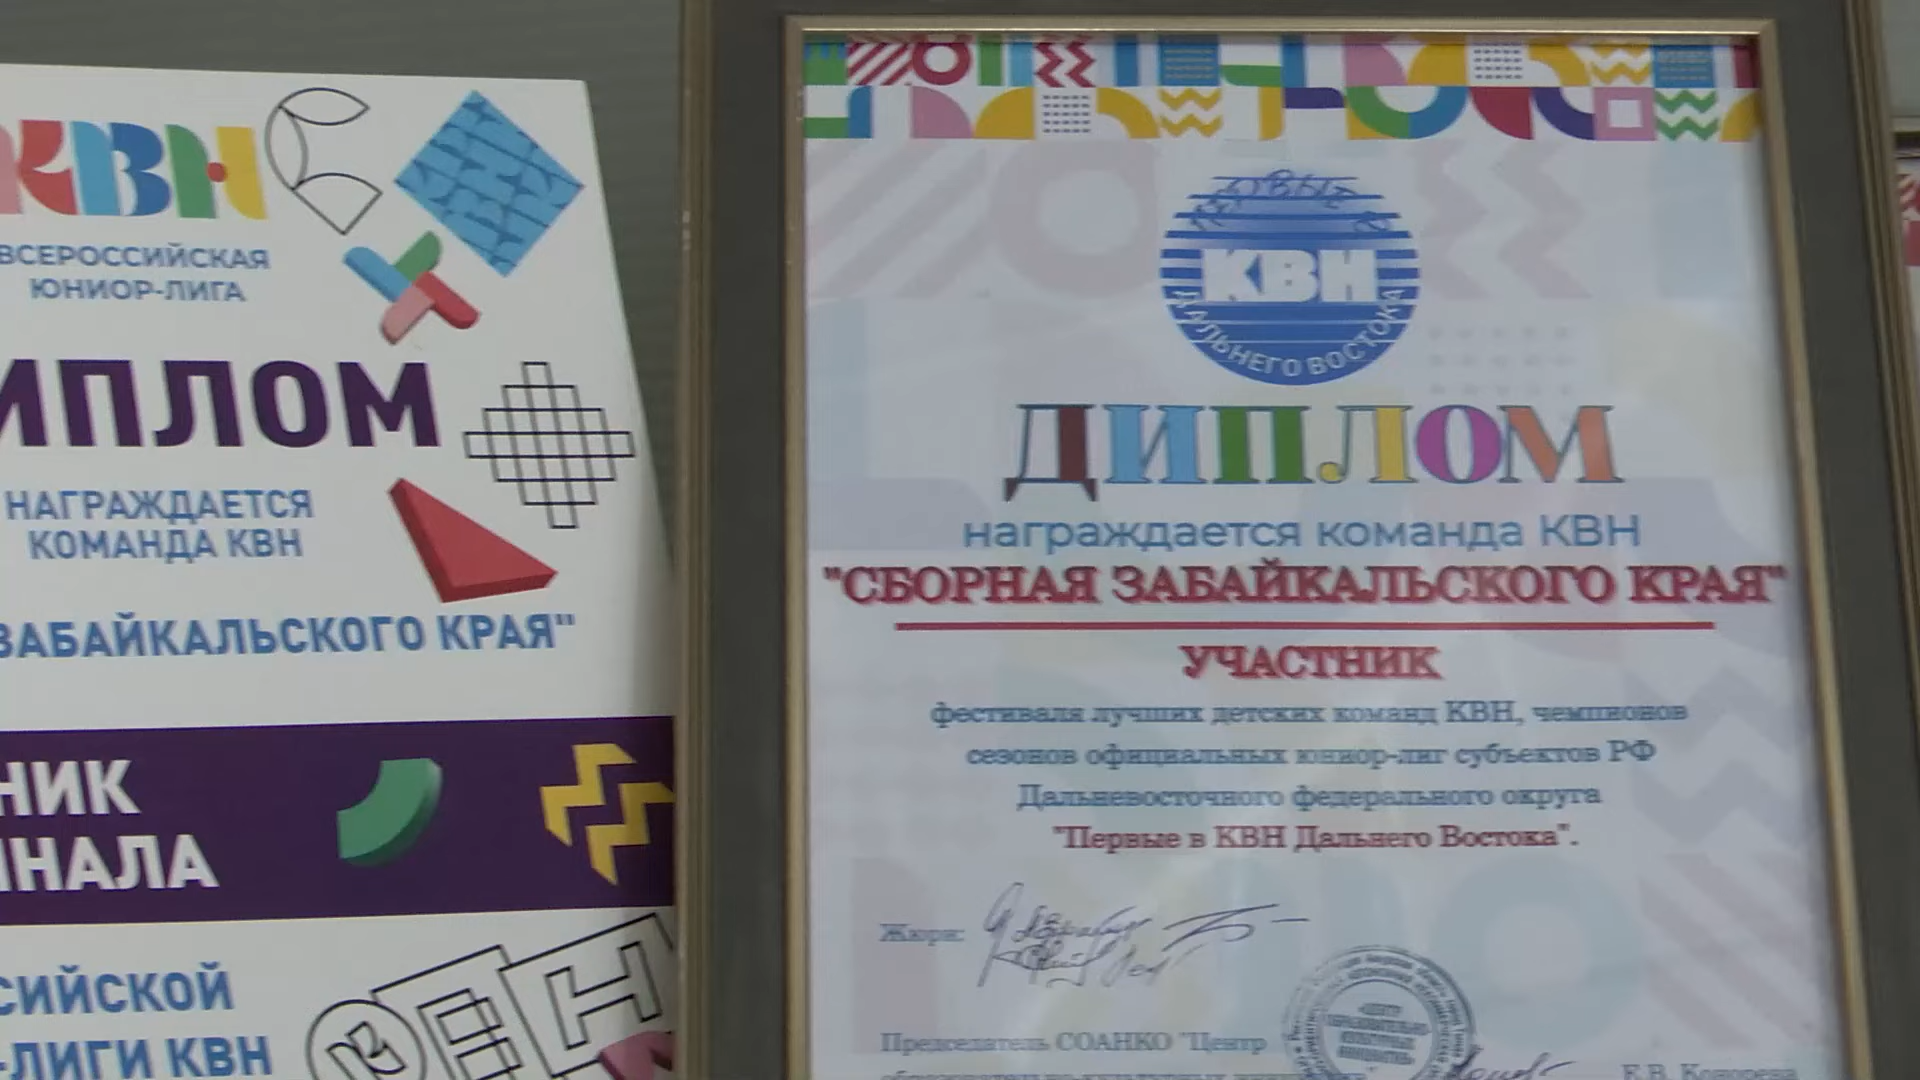 КВН
ВСЕРОССИЙСКАЯ
ЮНИОР-ЛИГА
ИПЛОМ
НАГРАЖДАЕТСЯ
КОМАНДА КВН
ЗАБАЙКАЛЬСКОГО КРАЯ"
НИК
ИНАЛА
СИЙСКОЙ
-ЛИГИ КВН
КВН
ДАЛЬНЕГО ВОСТОКА
ДИПЛОМ
награждается команда КВН
"СБОРНАЯ ЗАБАЙКАЛЬСКОГО КРАЯ"
УЧАСТНИК
фестиваля лучших детских команд КВН, чемпионов
сезонов официальных юниор-лиг субъектов РФ
Дальневосточного федерального округа
"Первые в КВН Дальнего Востока".
Жюри:
Председатель СОАНКО "Центр
Е.В. Конорева